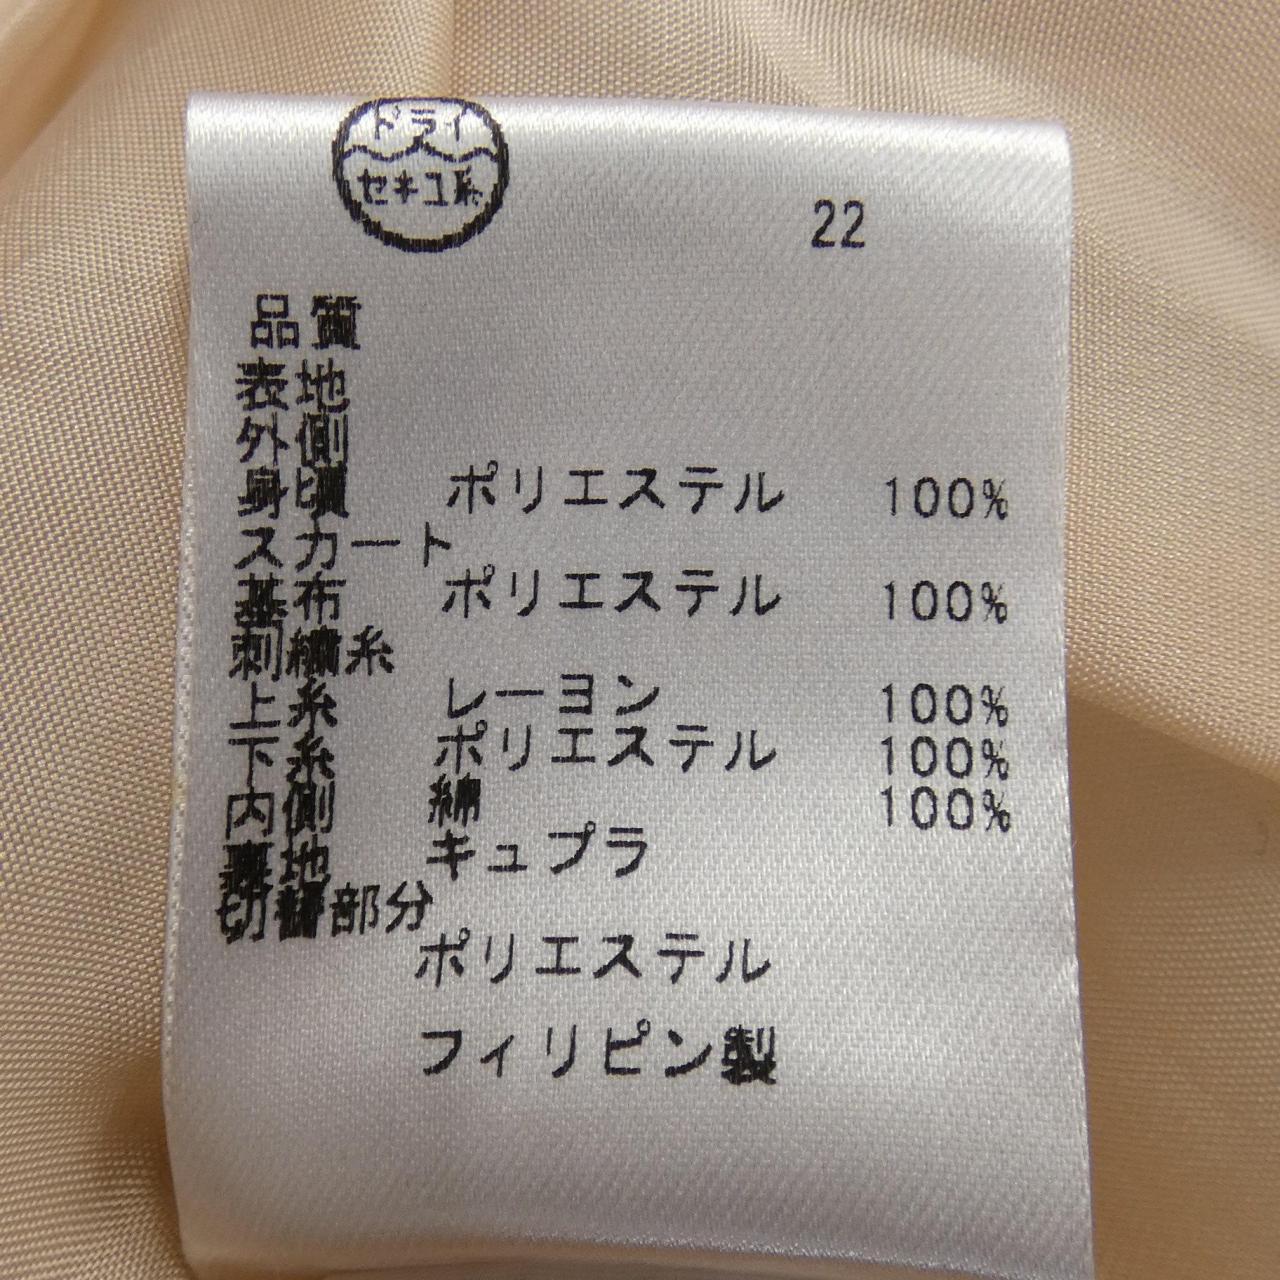 ドライ
セキユ系
22
品質
表地
外側
身頃 ポリエステル 100%
スカート
基布 ポリエステル 100%
刺繍糸
上糸 レーヨン 100%
下糸 ポリエステル 100%
内側 綿 100%
裏地 キュプラ
切替部分
ポリエステル
フィリピン製